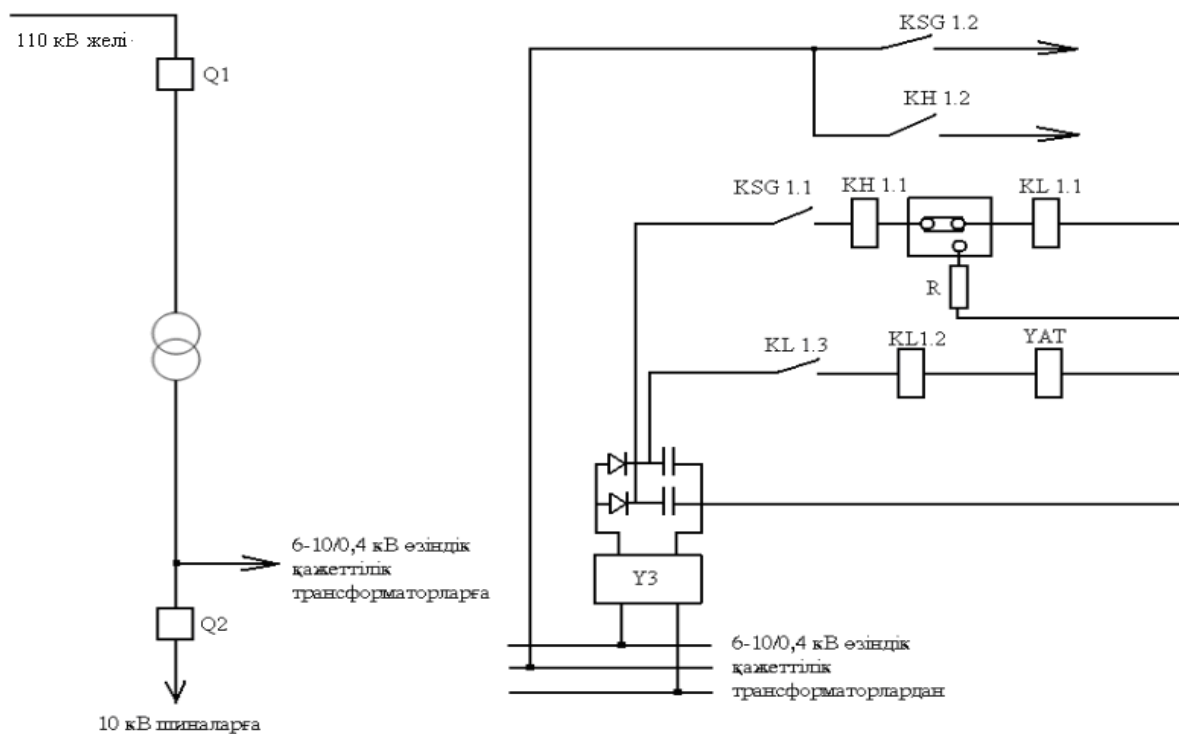 110 кВ желі
Q1
6-10/0,4 кВ өзіндік
қажеттілік
трансформаторларға
Q2
10 кВ шиналарға
KSG 1.2
KH 1.2
KSG 1.1
KH 1.1
KL 1.1
R
KL 1.3
KL1.2
YAT
У3
6-10/0,4 кВ өзіндік
қажеттілік
трансформаторлардан